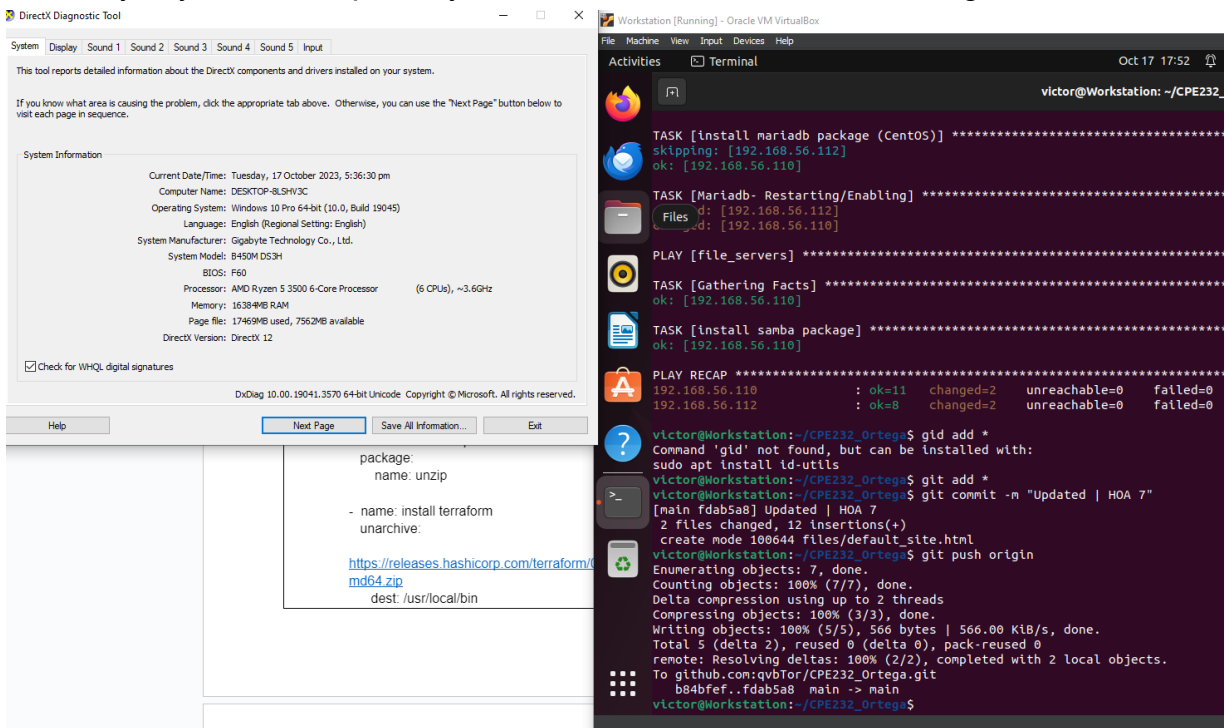 DirectX Diagnostic Tool
System Display Sound 1 Sound 2 Sound 3 Sound 4 Sound 5 Input
This tool reports detailed information about the DirectX components and drivers installed on your system.
If you know what area is causing the problem, click the appropriate tab above. Otherwise, you can use the "Next Page" button below to
visit each page in sequence.
System Information
Current Date/Time: Tuesday, 17 October 2023, 5:36:30 pm
Computer Name: DESKTOP-8LSHV3C
Operating System: Windows 10 Pro 64-bit (10.0, Build 19045)
Language: English (Regional Setting: English)
System Manufacturer: Gigabyte Technology Co., Ltd.
System Model: B450M DS3H
BIOS: F60
Processor: AMD Ryzen 5 3500 6-Core Processor (6 CPUs), ~3.6GHz
Memory: 16384MB RAM
Page file: 17469MB used, 7562MB available
DirectX Version: DirectX 12
Check for WHQL digital signatures
DxDiag 10.00.19041.3570 64-bit Unicode Copyright © Microsoft. All rights reserved.
Help Next Page Save All Information... Exit
package:
name: unzip
- name: install terraform
unarchive:
https://releases.hashicorp.com/terraform/
md64.zip
dest: /usr/local/bin
Workstation [Running] - Oracle VM VirtualBox
File Machine View Input Devices Help
Activities Terminal Oct 17 17:52
victor@Workstation: ~/CPE232_
TASK [install mariadb package (CentOS)] ************************************
skipping: [192.168.56.112]
ok: [192.168.56.110]
TASK [Mariadb- Restarting/Enabling] ****************************************
Files d: [192.168.56.112]
ed: [192.168.56.110]
PLAY [file_servers] ********************************************************
TASK [Gathering Facts] *****************************************************
ok: [192.168.56.110]
TASK [install samba package] ***********************************************
ok: [192.168.56.110]
PLAY RECAP *****************************************************************
192.168.56.110 : ok=11 changed=2 unreachable=0 failed=0
192.168.56.112 : ok=8 changed=2 unreachable=0 failed=0
victor@Workstation:~/CPE232_Ortega$ gid add *
Command 'gid' not found, but can be installed with:
sudo apt install id-utils
victor@Workstation:~/CPE232_Ortega$ git add *
victor@Workstation:~/CPE232_Ortega$ git commit -m "Updated | HOA 7"
[main fdab5a8] Updated | HOA 7
2 files changed, 12 insertions(+)
create mode 100644 files/default_site.html
victor@Workstation:~/CPE232_Ortega$ git push origin
Enumerating objects: 7, done.
Counting objects: 100% (7/7), done.
Delta compression using up to 2 threads
Compressing objects: 100% (3/3), done.
Writing objects: 100% (5/5), 566 bytes | 566.00 KiB/s, done.
Total 5 (delta 2), reused 0 (delta 0), pack-reused 0
remote: Resolving deltas: 100% (2/2), completed with 2 local objects.
To github.com:qvbTor/CPE232_Ortega.git
b84bfef..fdab5a8 main -> main
victor@Workstation:~/CPE232_Ortega$